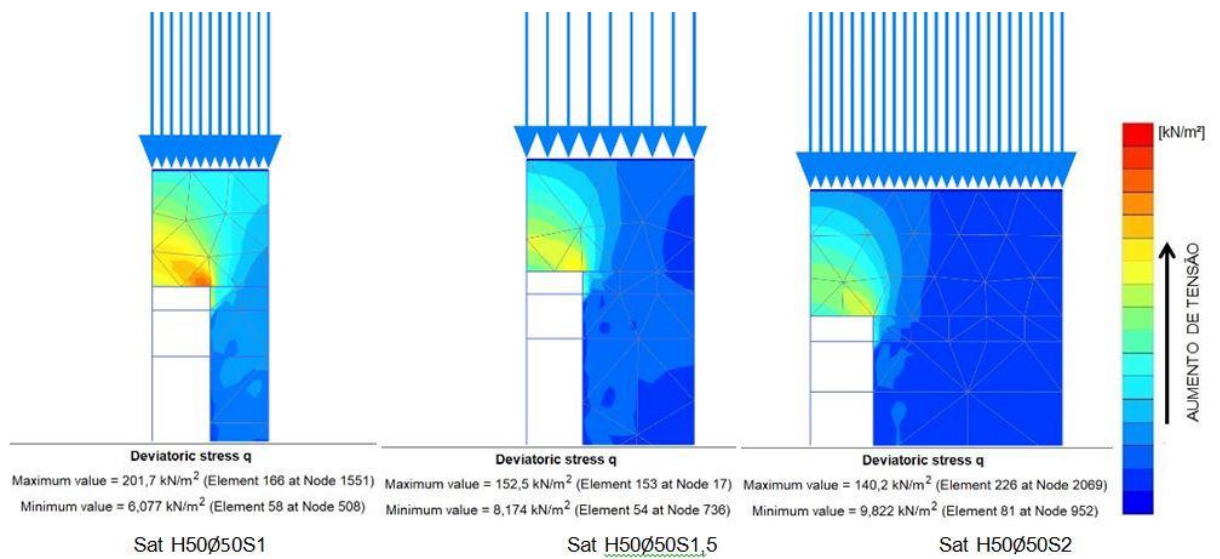 [kN/m²]
AUMENTO DE TENSÃO
Deviatoric stress q
Maximum value = 201,7 kN/m² (Element 166 at Node 1551)
Minimum value = 6,077 kN/m² (Element 58 at Node 508)
Sat H50Ø50S1
Deviatoric stress q
Maximum value = 152,5 kN/m² (Element 153 at Node 17)
Minimum value = 8,174 kN/m² (Element 54 at Node 736)
Sat H50Ø50S1,5
Deviatoric stress q
Maximum value = 140,2 kN/m² (Element 226 at Node 2069)
Minimum value = 9,822 kN/m² (Element 81 at Node 952)
Sat H50Ø50S2